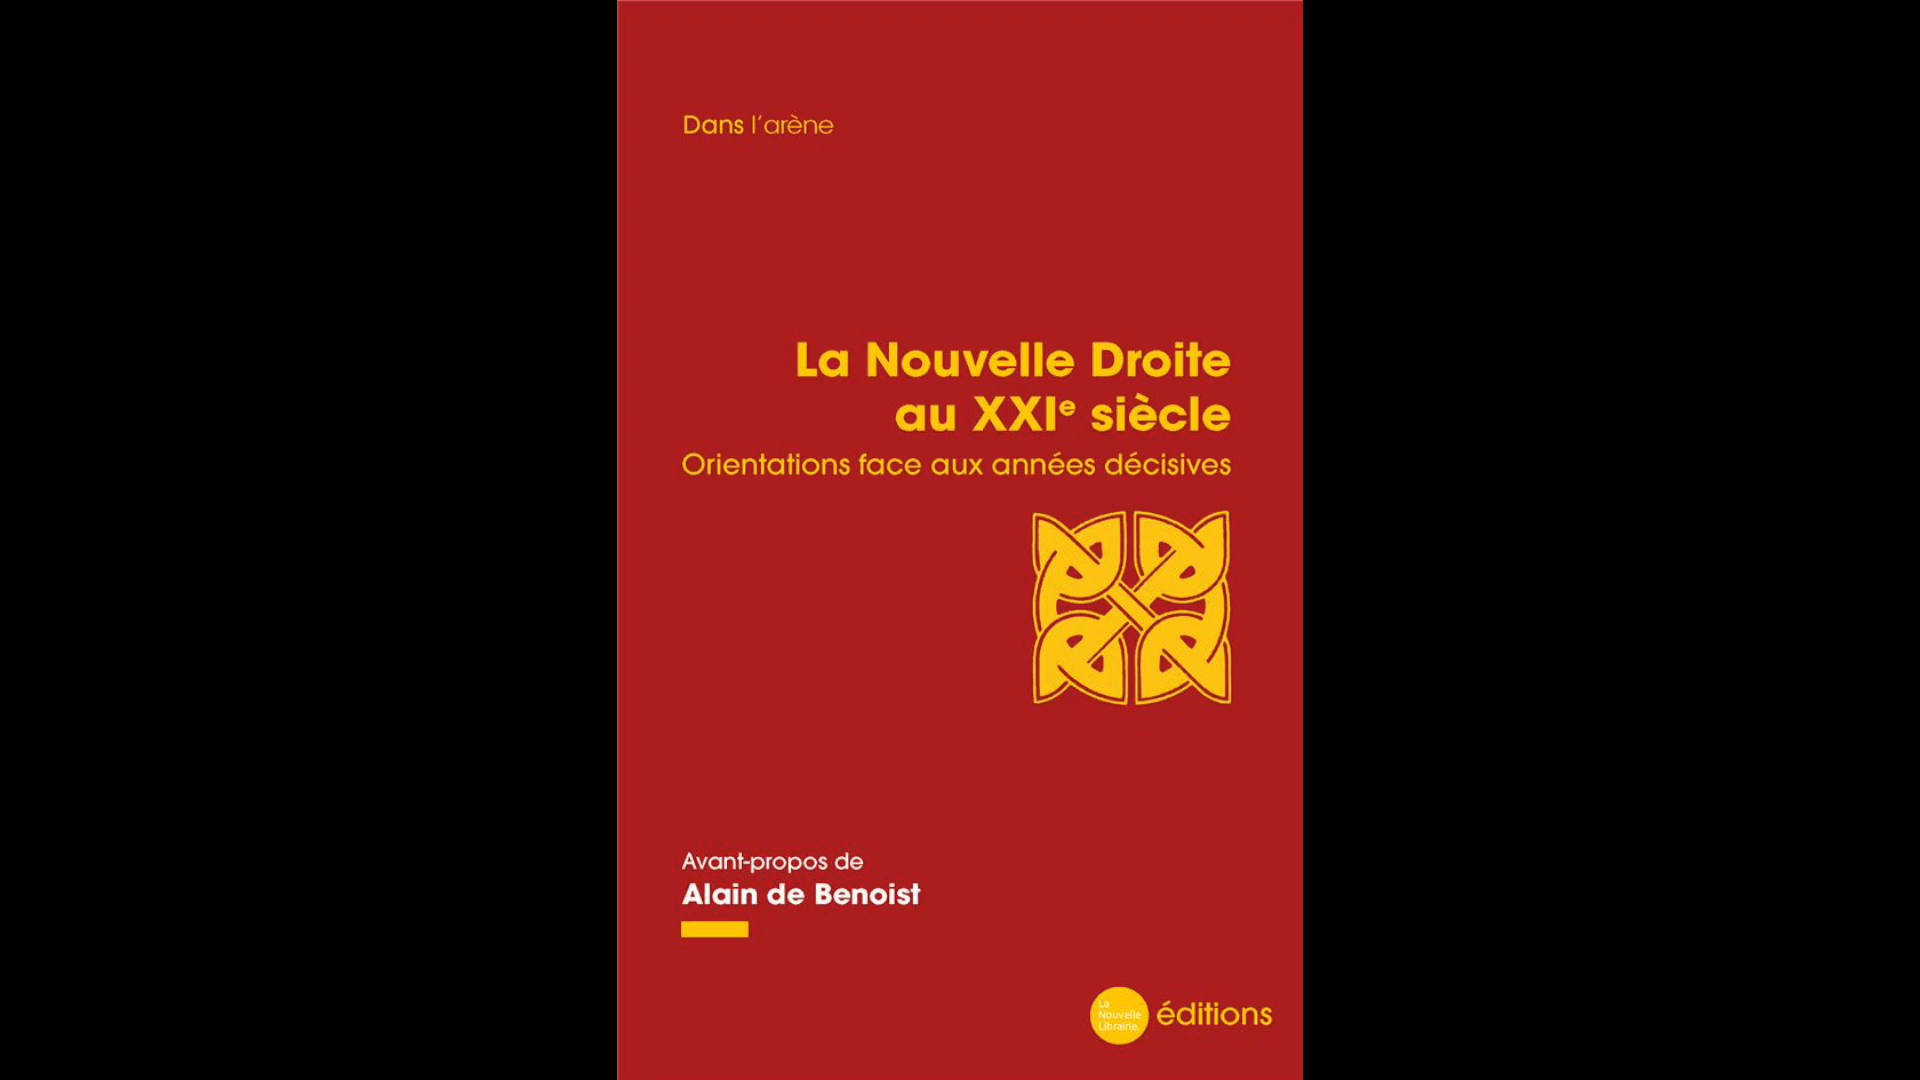 Dans l’arène
La Nouvelle Droite
au XXIᵉ siècle
Orientations face aux années décisives
Avant-propos de
Alain de Benoist
La
Nouvelle
Librairie.
éditions